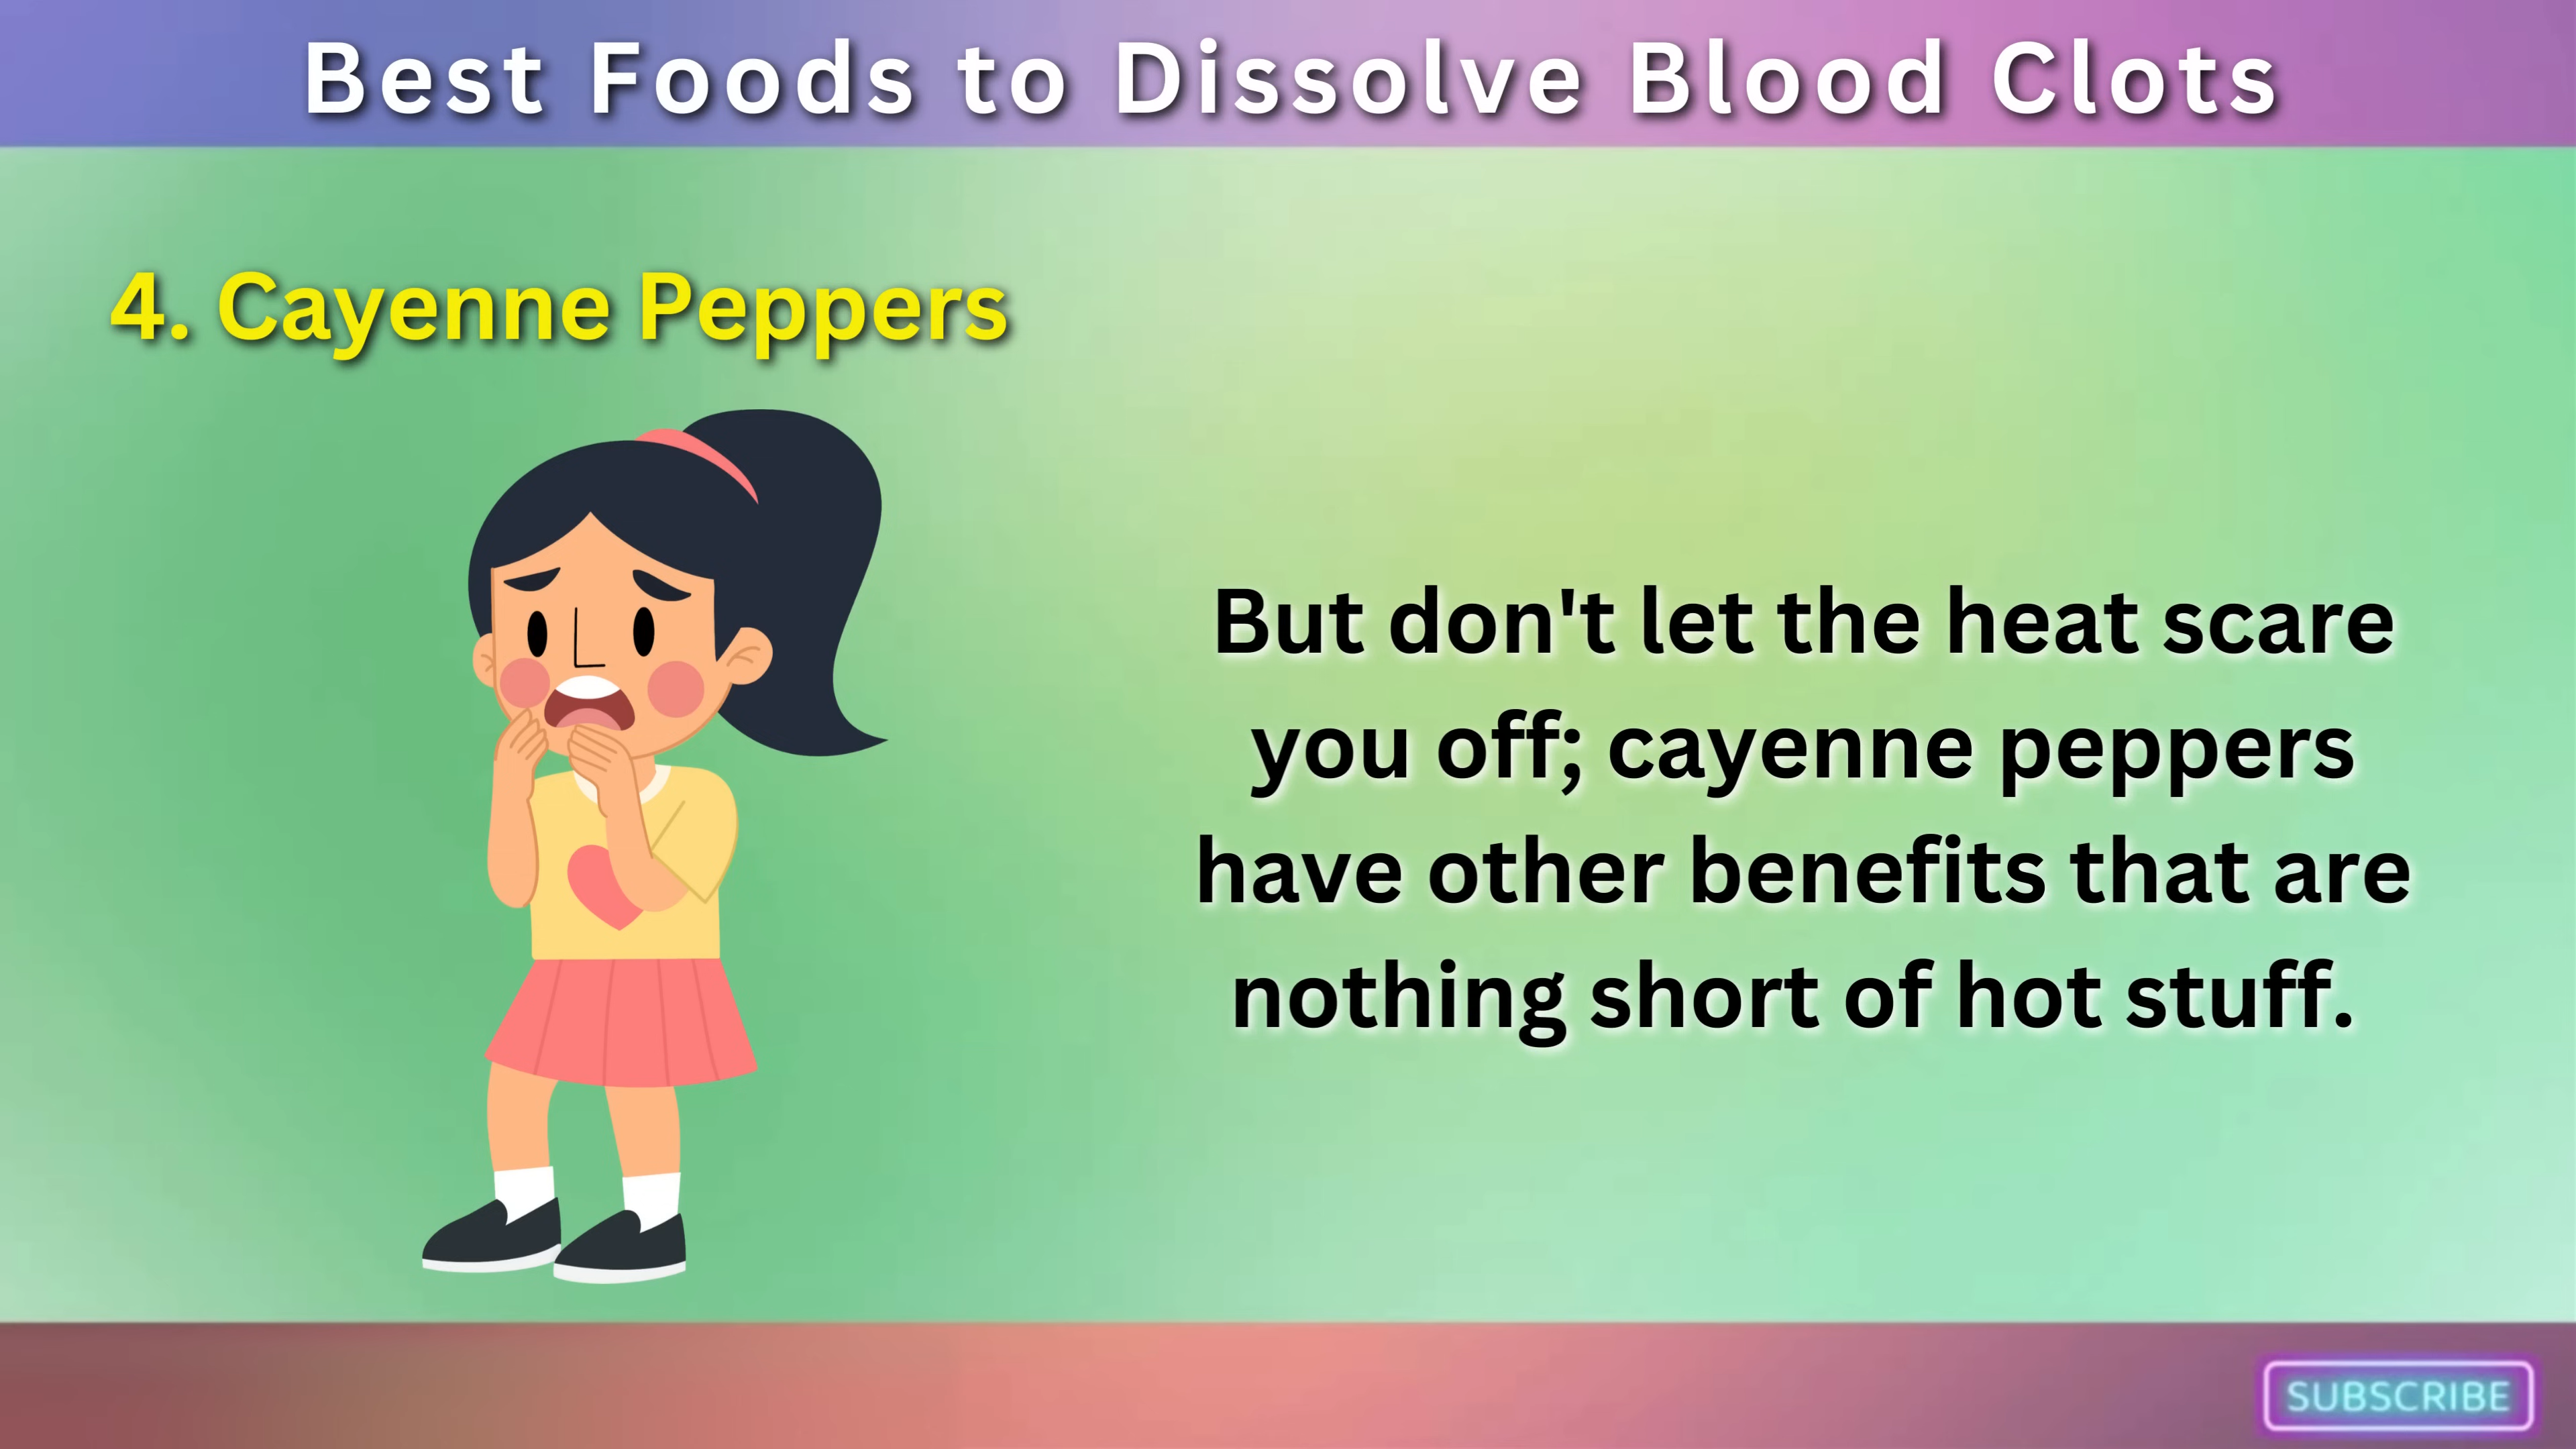 Best Foods to Dissolve Blood Clots
4. Cayenne Peppers
But don't let the heat scare
you off; cayenne peppers
have other benefits that are
nothing short of hot stuff.
SUBSCRIBE